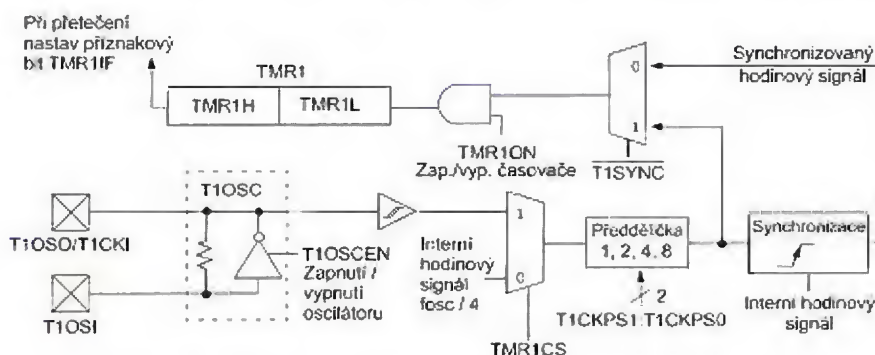 Při přetečení
nastav příznakový
bit TMR1IF
TMR1
TMR1H
TMR1L
0
1
Synchronizovaný
hodinový signál
TMR1ON
Zap./vyp. časovače
T1SYNC
T1OSC
T1OSO/T1CKI
T1OSCEN
Zapnutí /
vypnutí
oscilátoru
T1OSI
Interní
hodinový
signál
fosc / 4
1
0
TMR1CS
Předdělička
1, 2, 4, 8
2
T1CKPS1:T1CKPS0
Synchronizace
Interní hodinový
signál